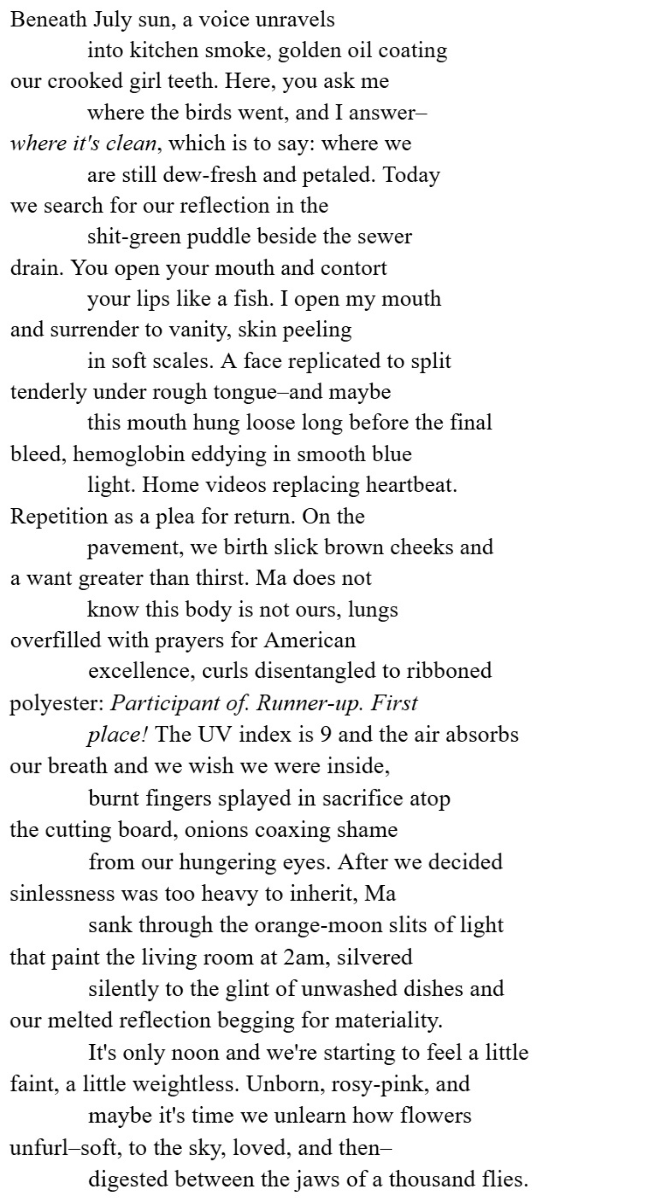 Beneath July sun, a voice unravels
into kitchen smoke, golden oil coating
our crooked girl teeth. Here, you ask me
where the birds went, and I answer–
where it's clean, which is to say: where we
are still dew-fresh and petaled. Today
we search for our reflection in the
shit-green puddle beside the sewer
drain. You open your mouth and contort
your lips like a fish. I open my mouth
and surrender to vanity, skin peeling
in soft scales. A face replicated to split
tenderly under rough tongue–and maybe
this mouth hung loose long before the final
bleed, hemoglobin eddying in smooth blue
light. Home videos replacing heartbeat.
Repetition as a plea for return. On the
pavement, we birth slick brown cheeks and
a want greater than thirst. Ma does not
know this body is not ours, lungs
overfilled with prayers for American
excellence, curls disentangled to ribboned
polyester: Participant of. Runner-up. First
place! The UV index is 9 and the air absorbs
our breath and we wish we were inside,
burnt fingers splayed in sacrifice atop
the cutting board, onions coaxing shame
from our hungering eyes. After we decided
sinlessness was too heavy to inherit, Ma
sank through the orange-moon slits of light
that paint the living room at 2am, silvered
silently to the glint of unwashed dishes and
our melted reflection begging for materiality.
It's only noon and we're starting to feel a little
faint, a little weightless. Unborn, rosy-pink, and
maybe it's time we unlearn how flowers
unfurl–soft, to the sky, loved, and then–
digested between the jaws of a thousand flies.